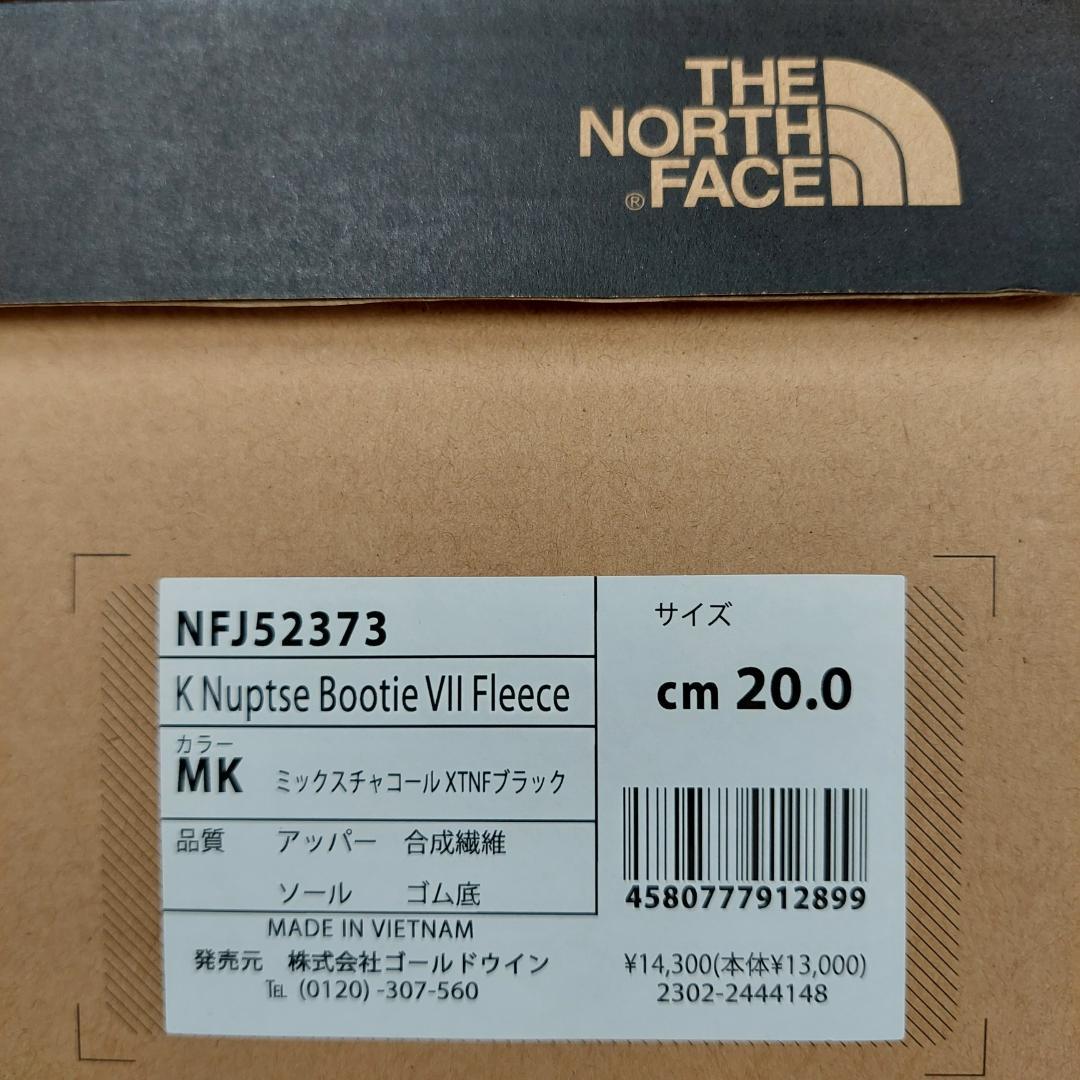 THE
NORTH
FACE
®
NFJ52373
K Nuptse Bootie VII Fleece
カラー
MK ミックスチャコールXTNFブラック
品質 アッパー 合成繊維
ソール ゴム底
MADE IN VIETNAM
発売元 株式会社ゴールドウイン
℡ (0120) -307-560
サイズ
cm 20.0
4580777912899
¥14,300(本体¥13,000)
2302-2444148